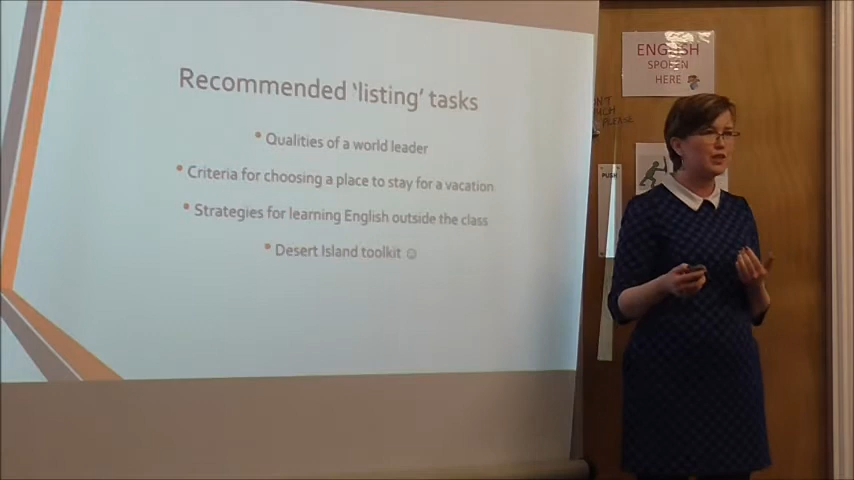 Recommended 'listing' tasks
• Qualities of a world leader
• Criteria for choosing a place to stay for a vacation
• Strategies for learning English outside the class
• Desert Island toolkit ☺
ENGLISH
SPOKEN
HERE
PLEASE
PUSH